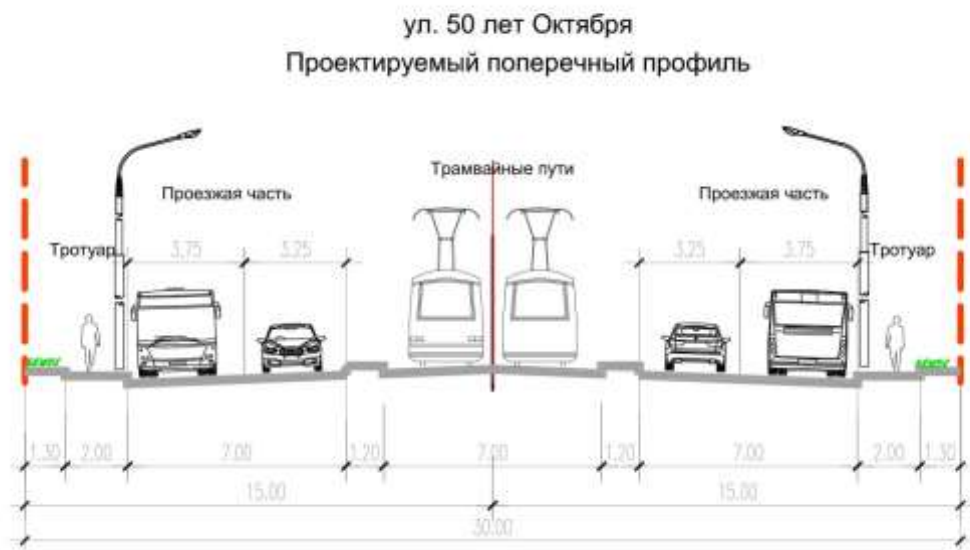 ул. 50 лет Октября
Проектируемый поперечный профиль
Трамвайные пути
Проезжая часть
Проезжая часть
Тротуар
3,75
3,25
3,25
3,75
Тротуар
1.30
2.00
7.00
1.20
7.00
1.20
7.00
2.00
1.30
15.00
15.00
30.00